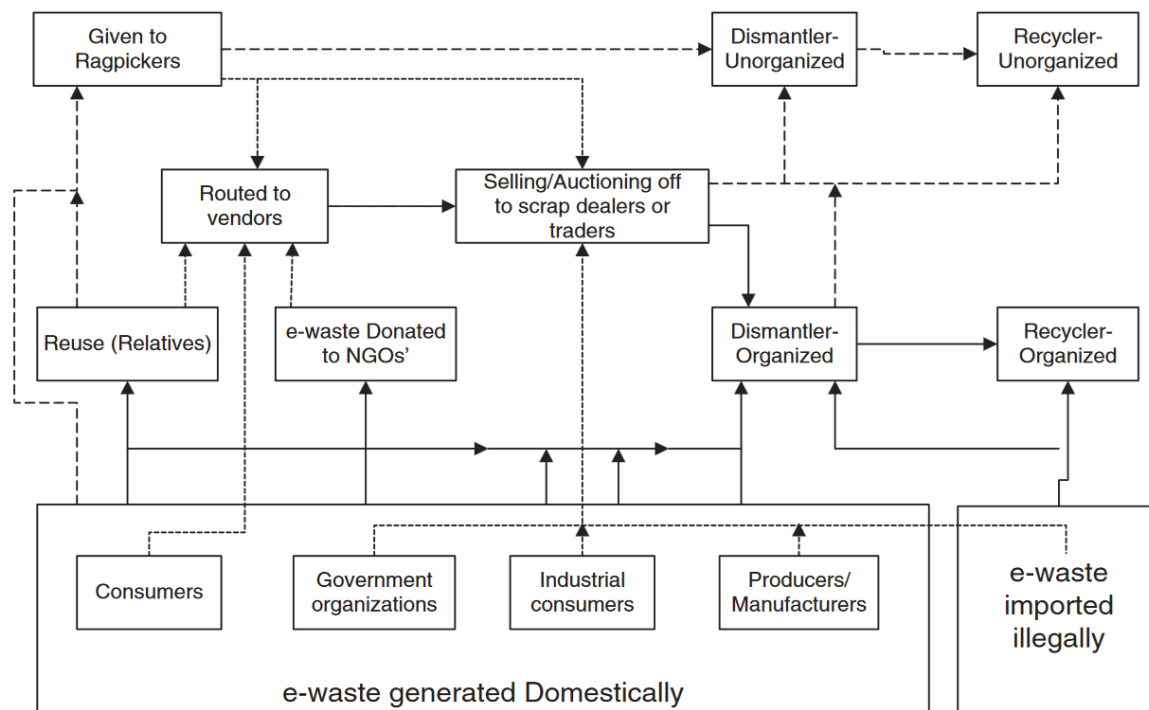 Given to
Ragpickers
Dismantler-
Unorganized
Recycler-
Unorganized
Routed to
vendors
Selling/Auctioning off
to scrap dealers or
traders
Reuse (Relatives)
e-waste Donated
to NGOs’
Dismantler-
Organized
Recycler-
Organized
Consumers
Government
organizations
Industrial
consumers
Producers/
Manufacturers
e-waste
imported
illegally
e-waste generated Domestically